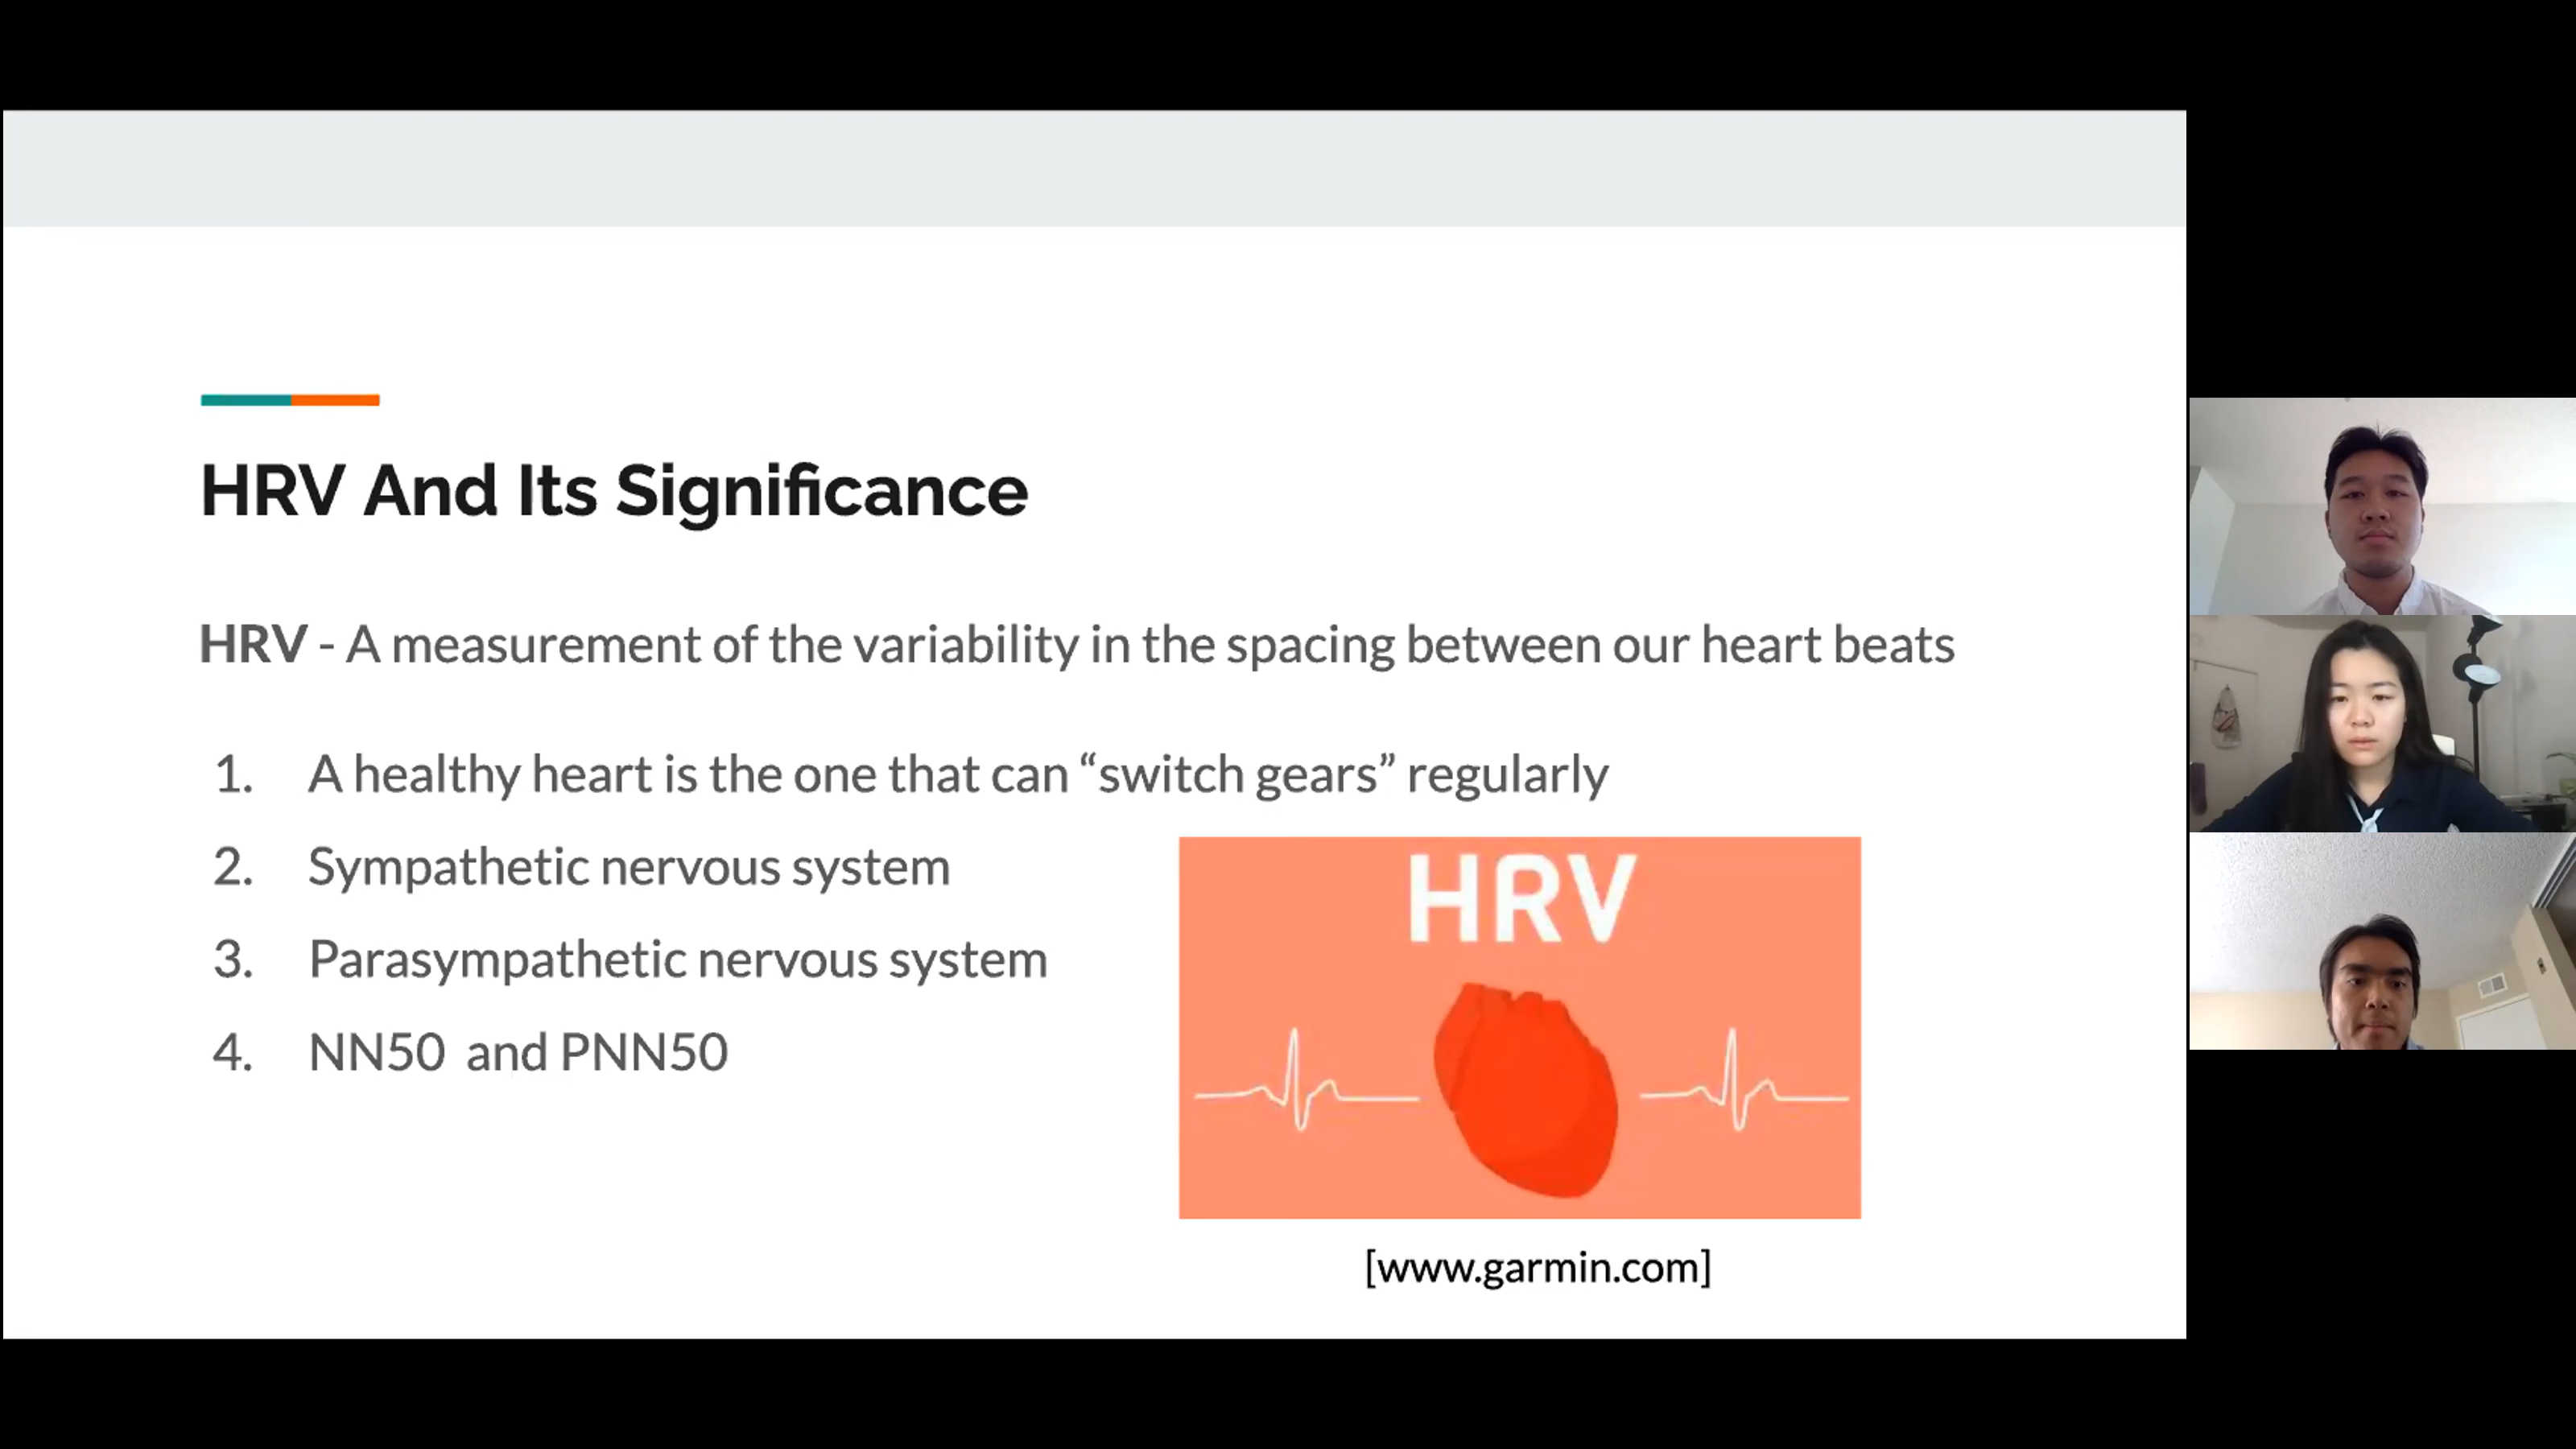 HRV And Its Significance
HRV - A measurement of the variability in the spacing between our heart beats
1. A healthy heart is the one that can “switch gears” regularly
2. Sympathetic nervous system
3. Parasympathetic nervous system
4. NN50 and PNN50
HRV
[www.garmin.com]